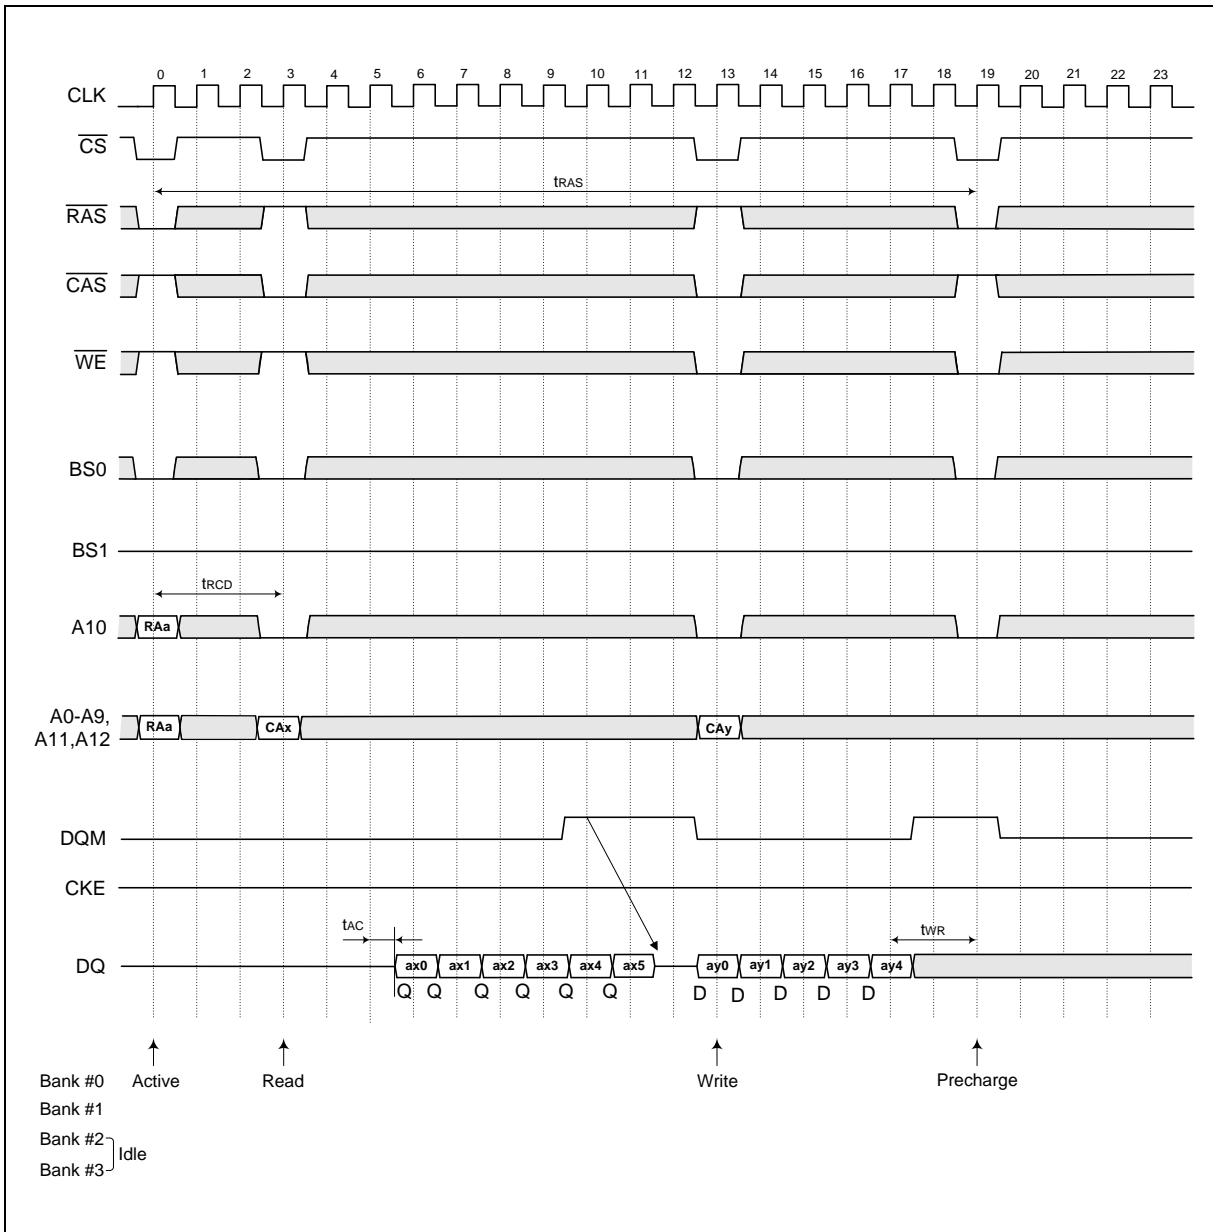 0 1 2 3 4 5 6 7 8 9 10 11 12 13 14 15 16 17 18 19 20 21 22 23
CLK
CS
tRAS
RAS
CAS
WE
BS0
BS1
tRCD
A10 RAa
A0-A9,
A11,A12
RAa CAx CAy
DQM
CKE
tAC tWR
DQ ax0 ax1 ax2 ax3 ax4 ax5 ay0 ay1 ay2 ay3 ay4
Q Q Q Q Q Q D D D D D
Bank #0 Active Read Write Precharge
Bank #1
Bank #2
Idle
Bank #3